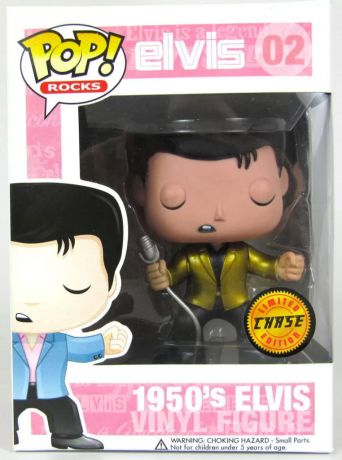 POP!
ROCKS
Elvis is a legend
elvis 02
LIMITED
CHASE
EDITION
ELVIS
1950's ELVIS
VINYL FIGURE
WARNING: CHOKING HAZARD - Small Parts.
Not for children under 3 years of age.